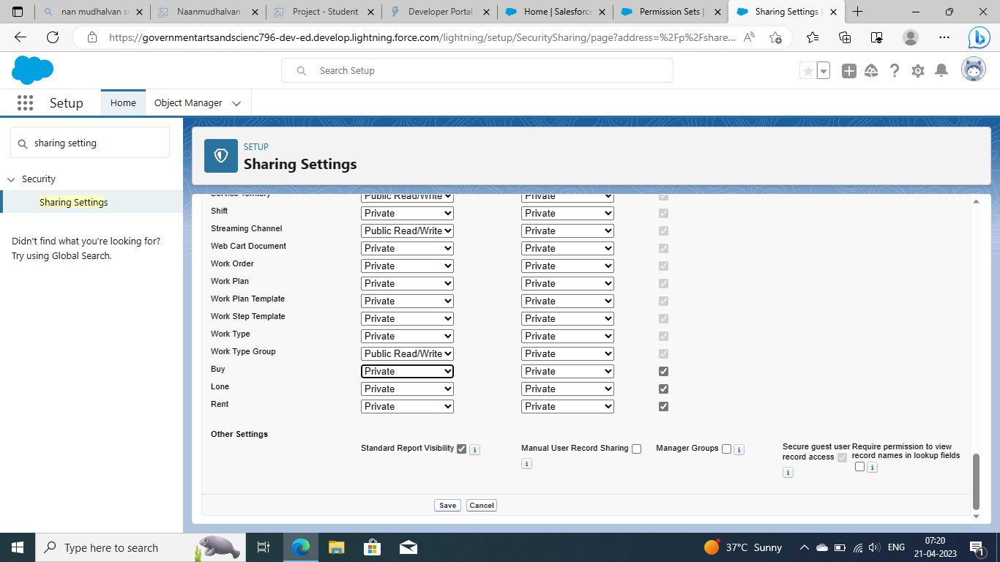 nan mudhalvan s
Naanmudhalvan -
Project - Student
Developer Portal |
Home | Salesforce
Permission Sets |
Sharing Settings |
https://governmentartsandscienc796-dev-ed.develop.lightning.force.com/lightning/setup/SecuritySharing/page?address=%2Fp%2Fshare...
Search Setup
Setup
Home
Object Manager
sharing setting
Security
Sharing Settings
Didn't find what you're looking for?
Try using Global Search.
SETUP
Sharing Settings
Service Territory Public Read/Write Private
Shift Private Private
Streaming Channel Public Read/Write Private
Web Cart Document Private Private
Work Order Private Private
Work Plan Private Private
Work Plan Template Private Private
Work Step Template Private Private
Work Type Private Private
Work Type Group Public Read/Write Private
Buy Private Private
Lone Private Private
Rent Private Private
Other Settings
Standard Report Visibility
Manual User Record Sharing
Manager Groups
Secure guest user
record access
Require permission to view
record names in lookup fields
Save Cancel
Type here to search
37°C Sunny
ENG
07:20
21-04-2023
1